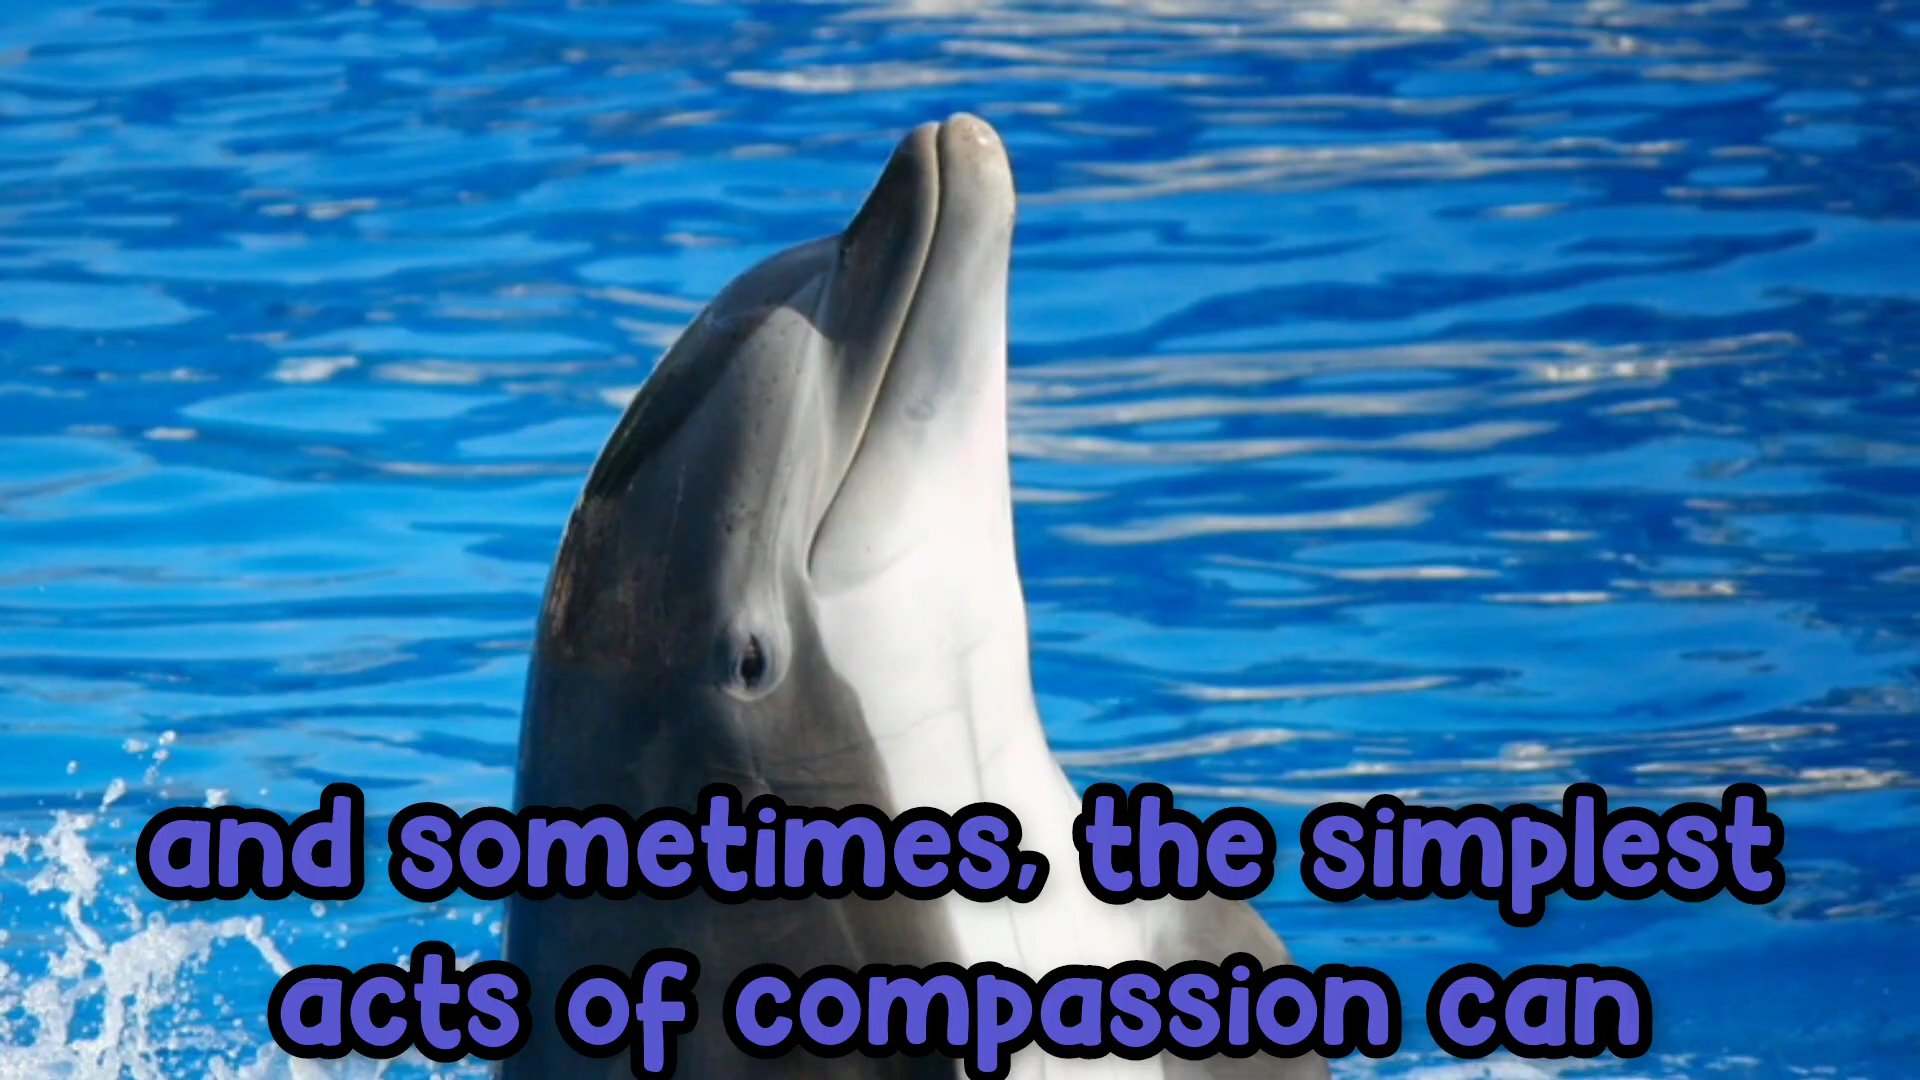 and sometimes, the simplest
acts of compassion can